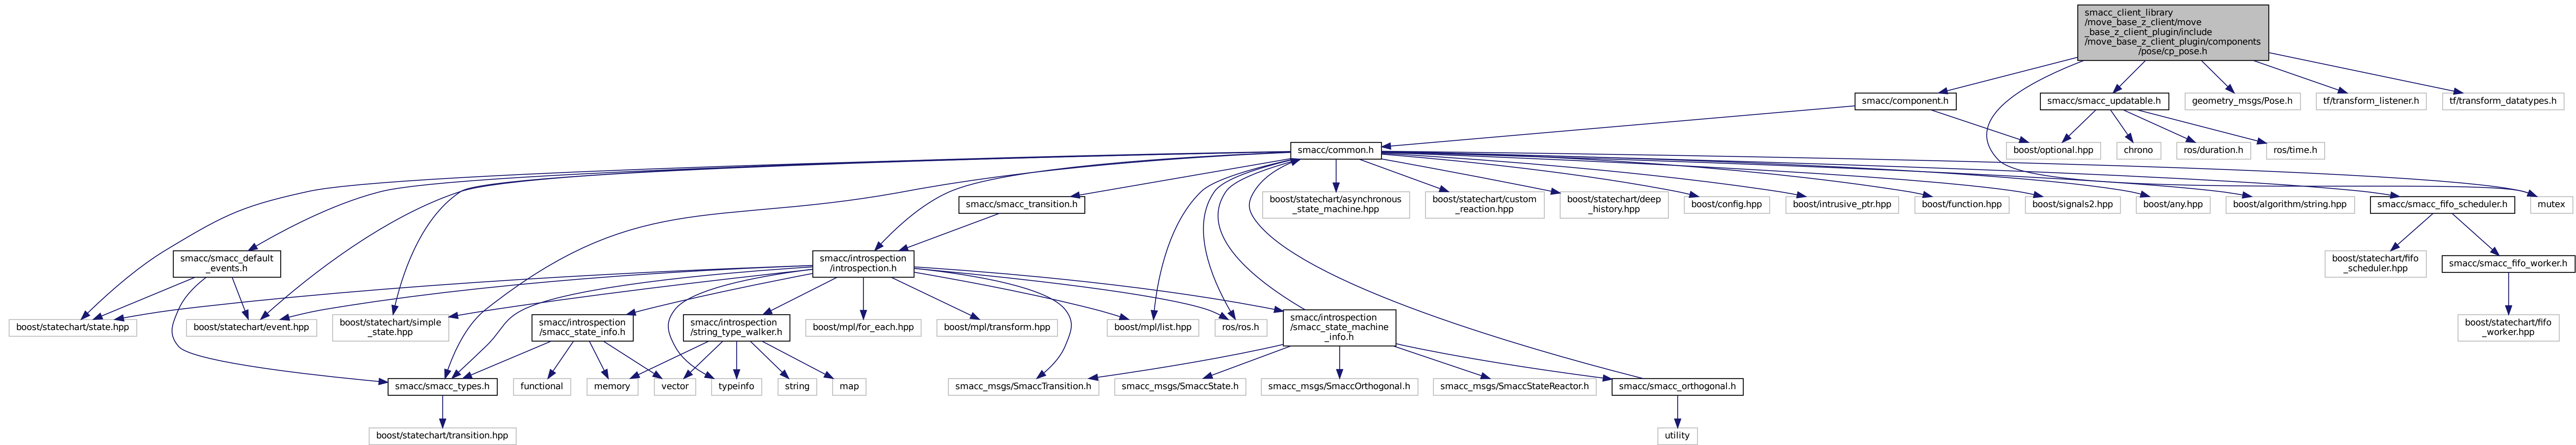 smacc_client_library
/move_base_z_client/move
_base_z_client_plugin/include
/move_base_z_client_plugin/components
/pose/cp_pose.h
smacc/component.h
smacc/smacc_updatable.h
geometry_msgs/Pose.h
tf/transform_listener.h
tf/transform_datatypes.h
smacc/common.h
boost/optional.hpp
chrono
ros/duration.h
ros/time.h
smacc/smacc_transition.h
boost/statechart/asynchronous
_state_machine.hpp
boost/statechart/custom
_reaction.hpp
boost/statechart/deep
_history.hpp
boost/config.hpp
boost/intrusive_ptr.hpp
boost/function.hpp
boost/signals2.hpp
boost/any.hpp
boost/algorithm/string.hpp
smacc/smacc_fifo_scheduler.h
mutex
smacc/smacc_default
_events.h
smacc/introspection
/introspection.h
boost/statechart/fifo
_scheduler.hpp
smacc/smacc_fifo_worker.h
boost/statechart/state.hpp
boost/statechart/event.hpp
boost/statechart/simple
_state.hpp
smacc/introspection
/smacc_state_info.h
smacc/introspection
/string_type_walker.h
boost/mpl/for_each.hpp
boost/mpl/transform.hpp
boost/mpl/list.hpp
ros/ros.h
smacc/introspection
/smacc_state_machine
_info.h
boost/statechart/fifo
_worker.hpp
smacc/smacc_types.h
functional
memory
vector
typeinfo
string
map
smacc_msgs/SmaccTransition.h
smacc_msgs/SmaccState.h
smacc_msgs/SmaccOrthogonal.h
smacc_msgs/SmaccStateReactor.h
smacc/smacc_orthogonal.h
boost/statechart/transition.hpp
utility